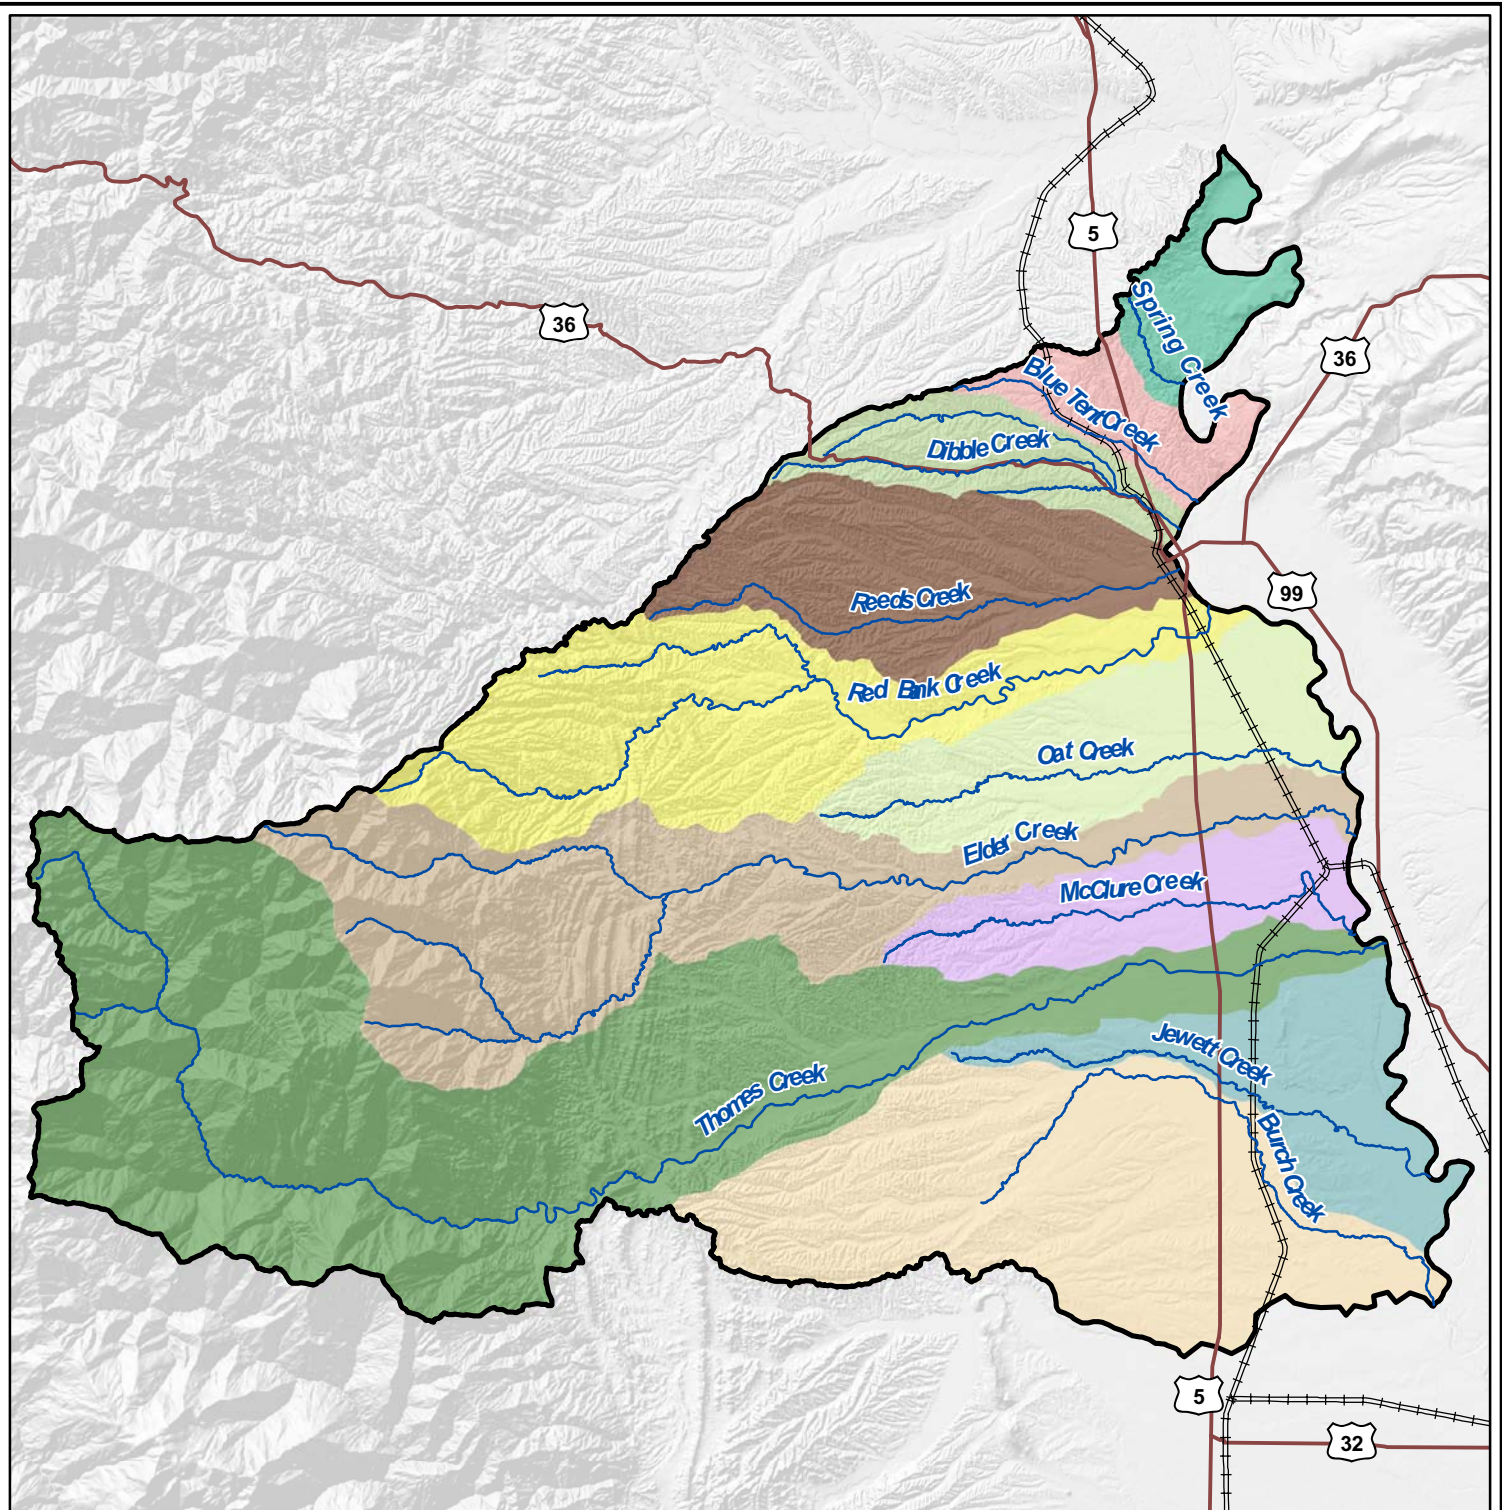 5
Spring Creek
36
36
Blue Tent Creek
Dibble Creek
99
Reeds Creek
Red Bank Creek
Oat Creek
Elder Creek
McClure Creek
Jewett Creek
Thomes Creek
Burch Creek
5
32